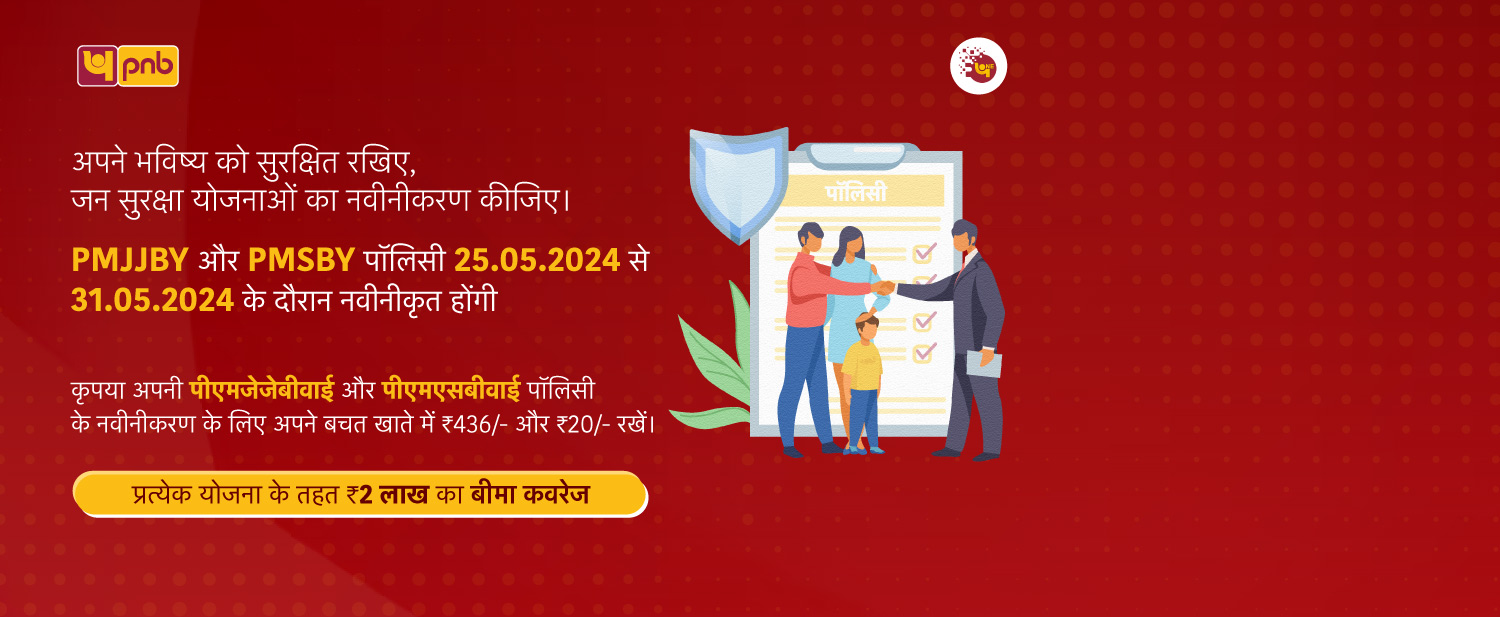 प pnb
ONE
अपने भविष्य को सुरक्षित रखिए,
जन सुरक्षा योजनाओं का नवीनीकरण कीजिए।
PMJJBY और PMSBY पॉलिसी 25.05.2024 से
31.05.2024 के दौरान नवीनीकृत होंगी
कृपया अपनी पीएमजेजेबीवाई और पीएमएसबीवाई पॉलिसी
के नवीनीकरण के लिए अपने बचत खाते में ₹436/- और ₹20/- रखें।
प्रत्येक योजना के तहत ₹2 लाख का बीमा कवरेज
पॉलिसी